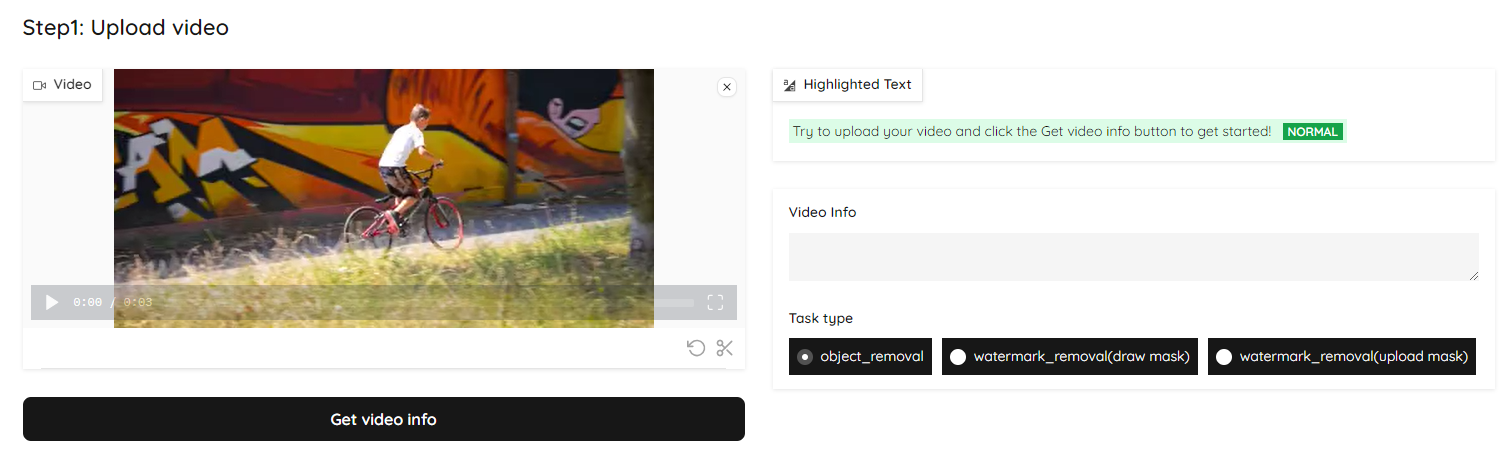 Step1: Upload video
Video
0:00 / 0:03
Get video info
Highlighted Text
Try to upload your video and click the Get video info button to get started! NORMAL
Video Info
Task type
object_removal watermark_removal(draw mask) watermark_removal(upload mask)